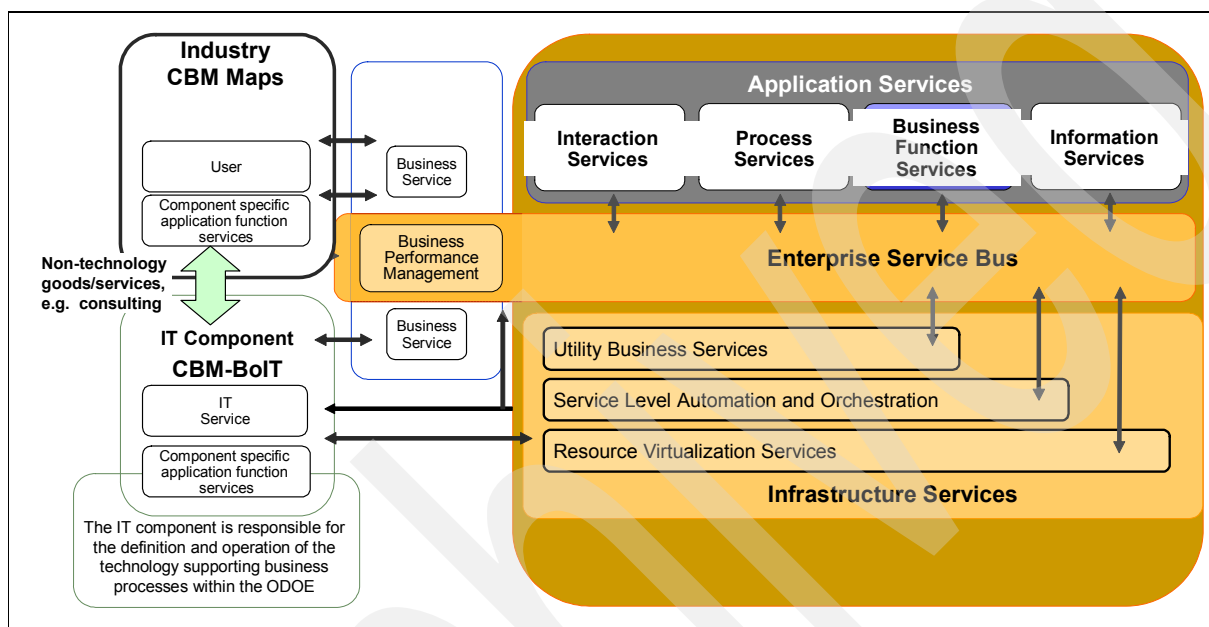 Industry
CBM Maps
User
Component specific
application function
services
Non-technology
goods/services,
e.g. consulting
IT Component
CBM-BoIT
IT
Service
Component specific
application function
services
The IT component is responsible for
the definition and operation of the
technology supporting business
processes within the ODOE
Business
Service
Business
Performance
Management
Business
Service
Application Services
Interaction
Services
Process
Services
Business
Function
Services
Information
Services
Enterprise Service Bus
Utility Business Services
Service Level Automation and Orchestration
Resource Virtualization Services
Infrastructure Services